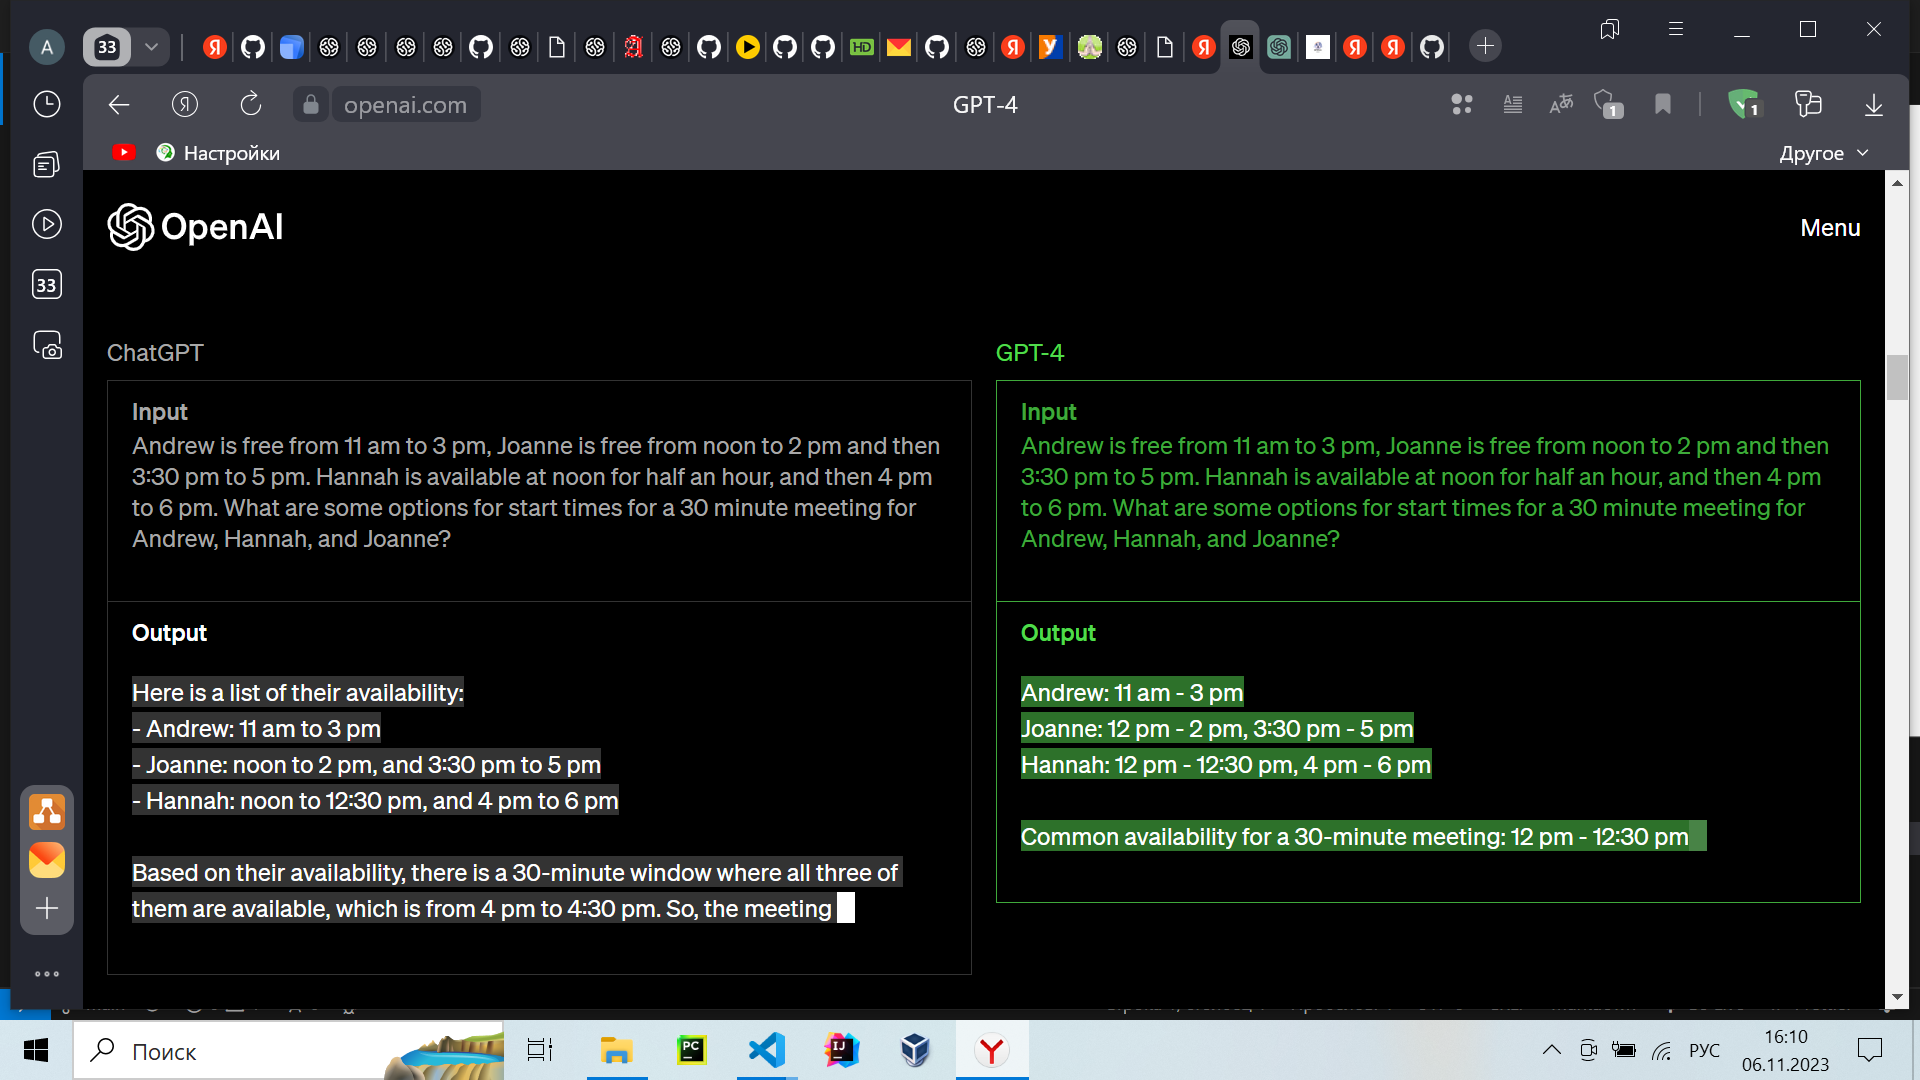 A
33
Я
HD
Я
У
Я
Я
Я
Я
openai.com
GPT-4
1
1
Настройки
Другое
33
OpenAI
Menu
ChatGPT
Input
Andrew is free from 11 am to 3 pm, Joanne is free from noon to 2 pm and then
3:30 pm to 5 pm. Hannah is available at noon for half an hour, and then 4 pm
to 6 pm. What are some options for start times for a 30 minute meeting for
Andrew, Hannah, and Joanne?
Output
Here is a list of their availability:
- Andrew: 11 am to 3 pm
- Joanne: noon to 2 pm, and 3:30 pm to 5 pm
- Hannah: noon to 12:30 pm, and 4 pm to 6 pm
Based on their availability, there is a 30-minute window where all three of
them are available, which is from 4 pm to 4:30 pm. So, the meeting
GPT-4
Input
Andrew is free from 11 am to 3 pm, Joanne is free from noon to 2 pm and then
3:30 pm to 5 pm. Hannah is available at noon for half an hour, and then 4 pm
to 6 pm. What are some options for start times for a 30 minute meeting for
Andrew, Hannah, and Joanne?
Output
Andrew: 11 am - 3 pm
Joanne: 12 pm - 2 pm, 3:30 pm - 5 pm
Hannah: 12 pm - 12:30 pm, 4 pm - 6 pm
Common availability for a 30-minute meeting: 12 pm - 12:30 pm
Поиск
PC
IJ
Y
РУС
16:10
06.11.2023